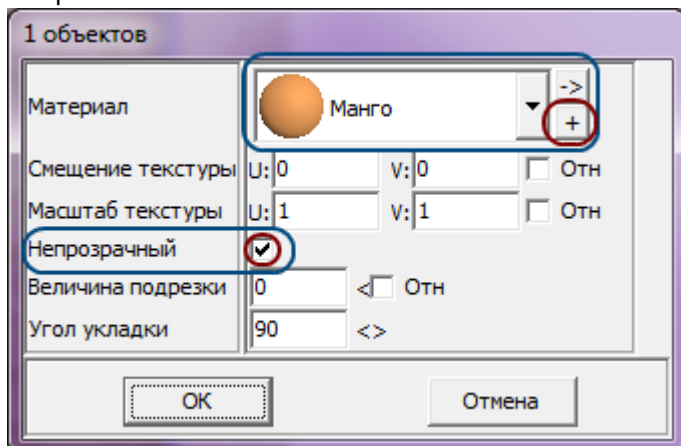 1 объектов
Материал Манго -> +
Смещение текстуры U: 0 V: 0 Отн
Масштаб текстуры U: 1 V: 1 Отн
Непрозрачный
Величина подрезки 0 < Отн
Угол укладки 90 <>
ОК Отмена